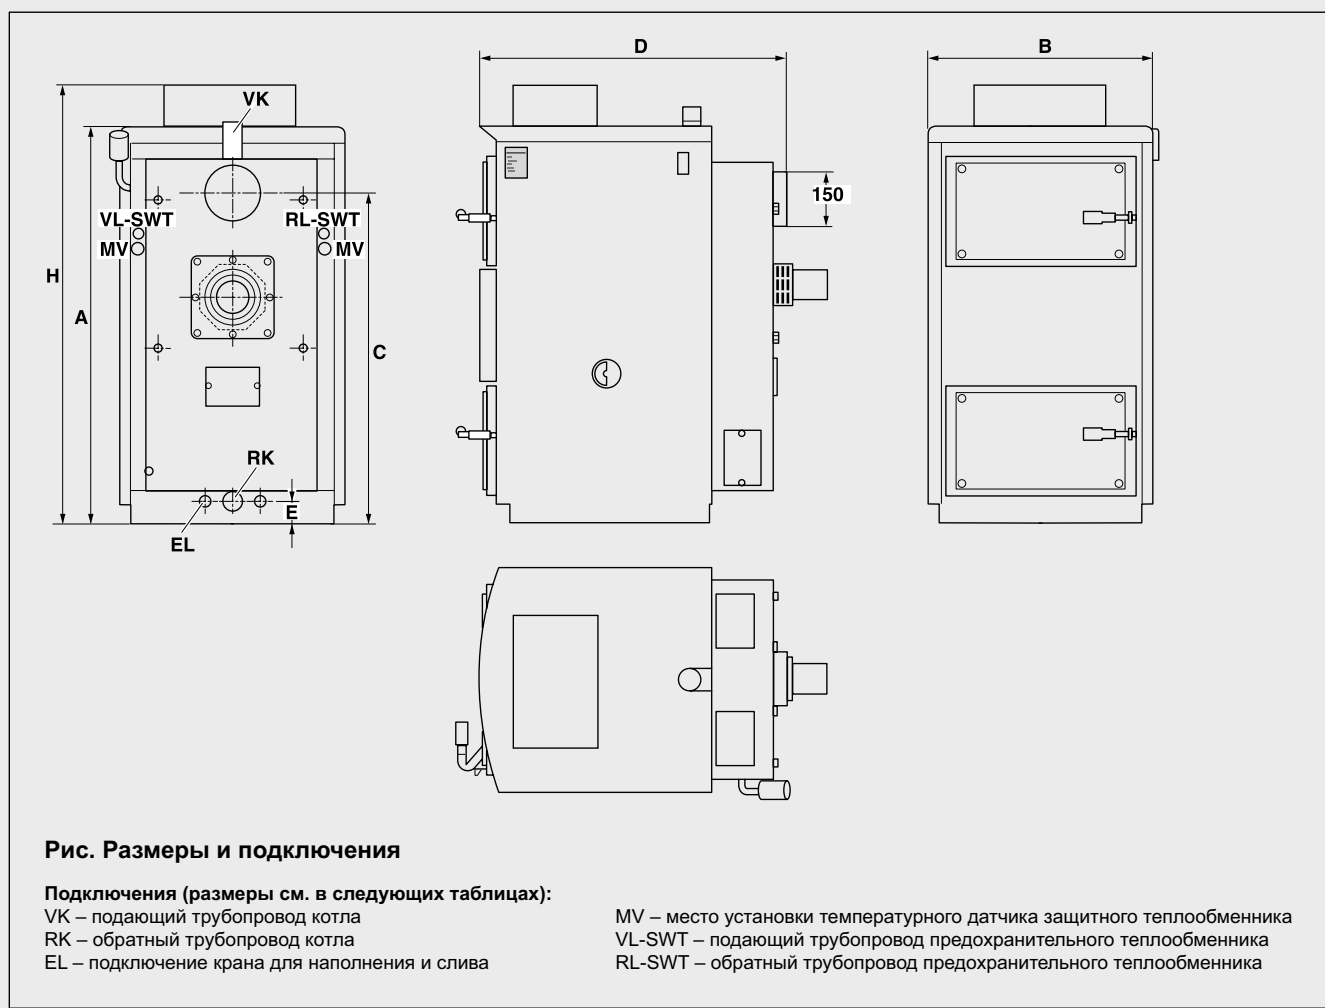 D
B
VK
150
VL-SWT
RL-SWT
MV
MV
H
A
C
RK
E
EL
Рис. Размеры и подключения
Подключения (размеры см. в следующих таблицах):
VK – подающий трубопровод котла
RK – обратный трубопровод котла
EL – подключение крана для наполнения и слива
MV – место установки температурного датчика защитного теплообменника
VL-SWT – подающий трубопровод предохранительного теплообменника
RL-SWT – обратный трубопровод предохранительного теплообменника